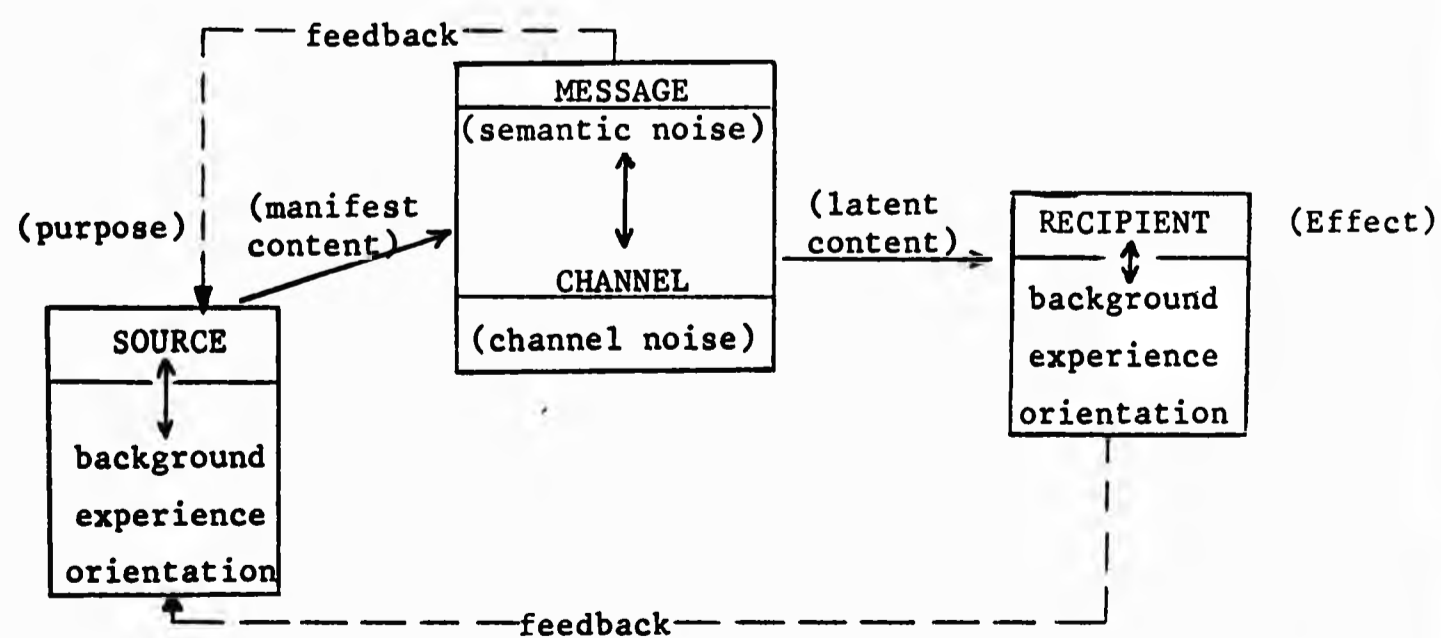 feedback
MESSAGE
(semantic noise)
(purpose)
(manifest
content)
(latent
content)
RECIPIENT
(Effect)
CHANNEL
(channel noise)
SOURCE
background
experience
orientation
background
experience
orientation
feedback